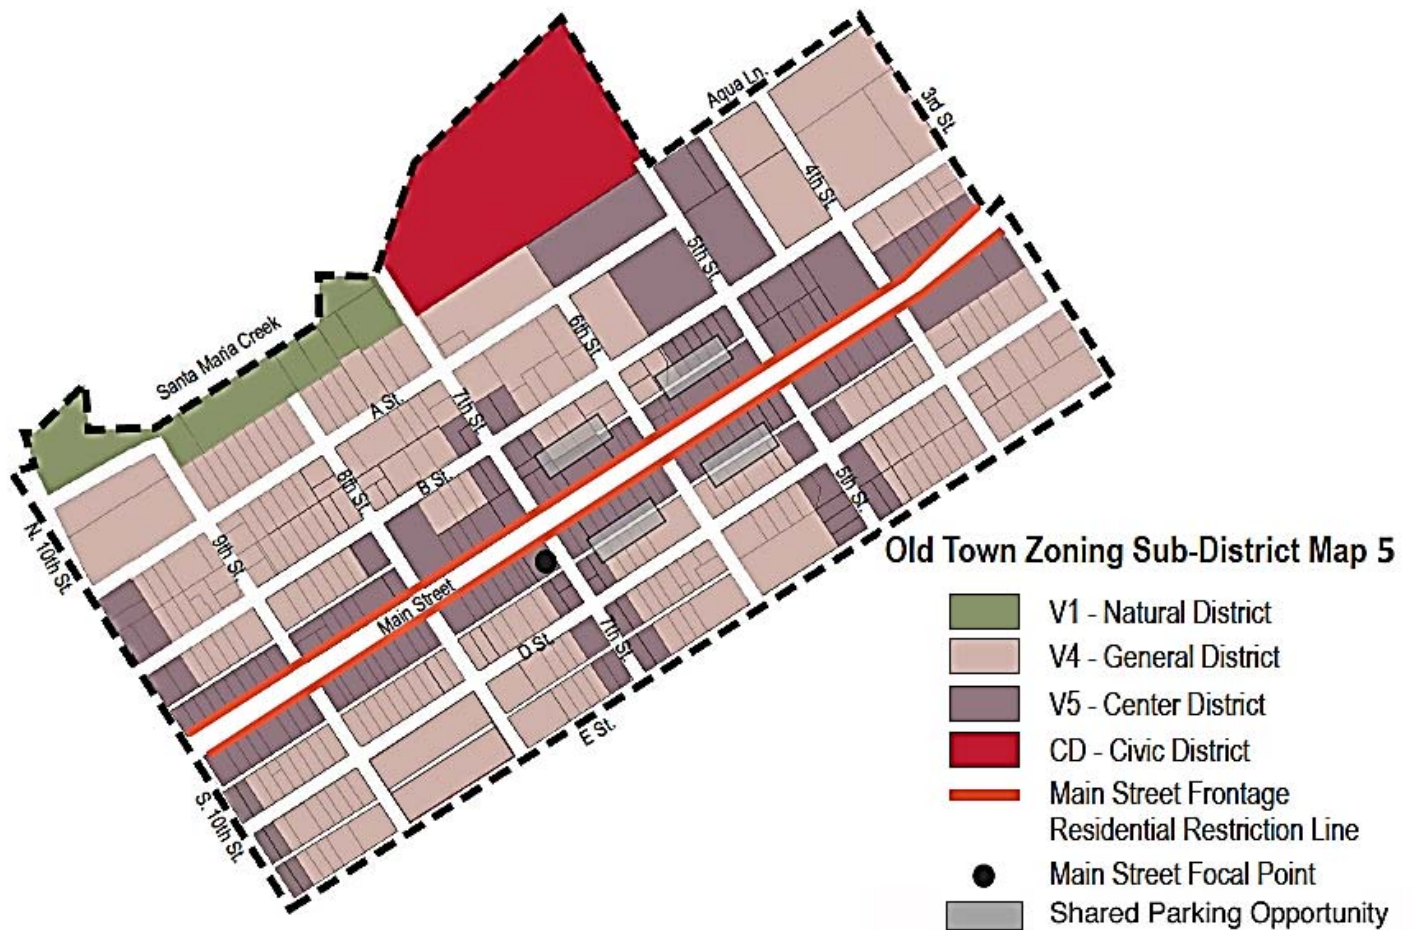 Aqua Ln.
3rd St.
4th St.
5th St.
Santa Maria Creek
6th St.
A St.
7th St.
8th St.
B St.
5th St.
N. 10th St.
9th St.
Main Street
D St.
7th St.
E St.
S. 10th St.
Old Town Zoning Sub-District Map 5
V1 - Natural District
V4 - General District
V5 - Center District
CD - Civic District
Main Street Frontage
Residential Restriction Line
Main Street Focal Point
Shared Parking Opportunity